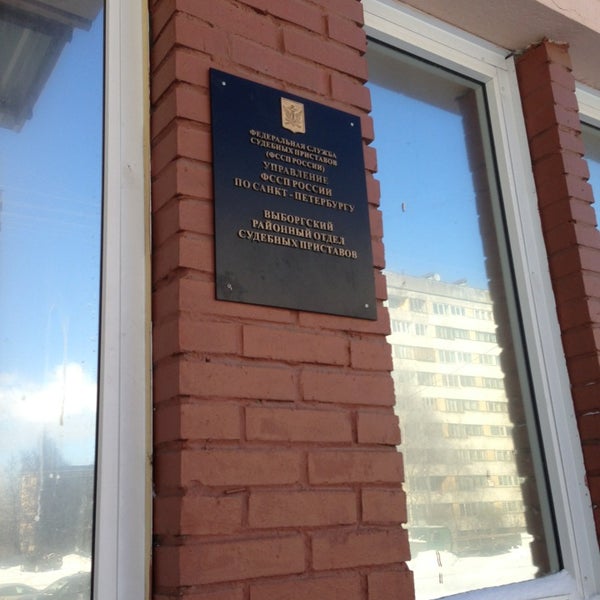 ФЕДЕРАЛЬНАЯ СЛУЖБА
СУДЕБНЫХ ПРИСТАВОВ
(ФССП РОССИИ)
УПРАВЛЕНИЕ
ФССП РОССИИ
ПО САНКТ - ПЕТЕРБУРГУ
ВЫБОРГСКИЙ
РАЙОННЫЙ ОТДЕЛ
СУДЕБНЫХ ПРИСТАВОВ